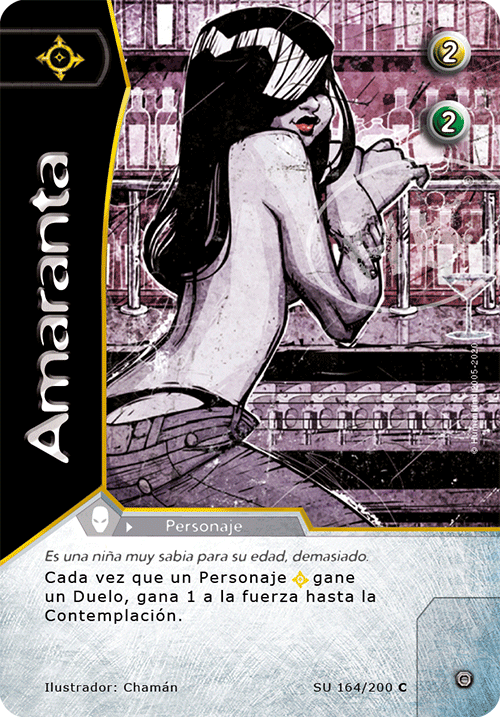 2
2
Amaranta
Personaje
Es una niña muy sabia para su edad, demasiado.
Cada vez que un Personaje gane
un Duelo, gana 1 a la fuerza hasta la
Contemplación.
Ilustrador: Chamán
SU 164/200 C